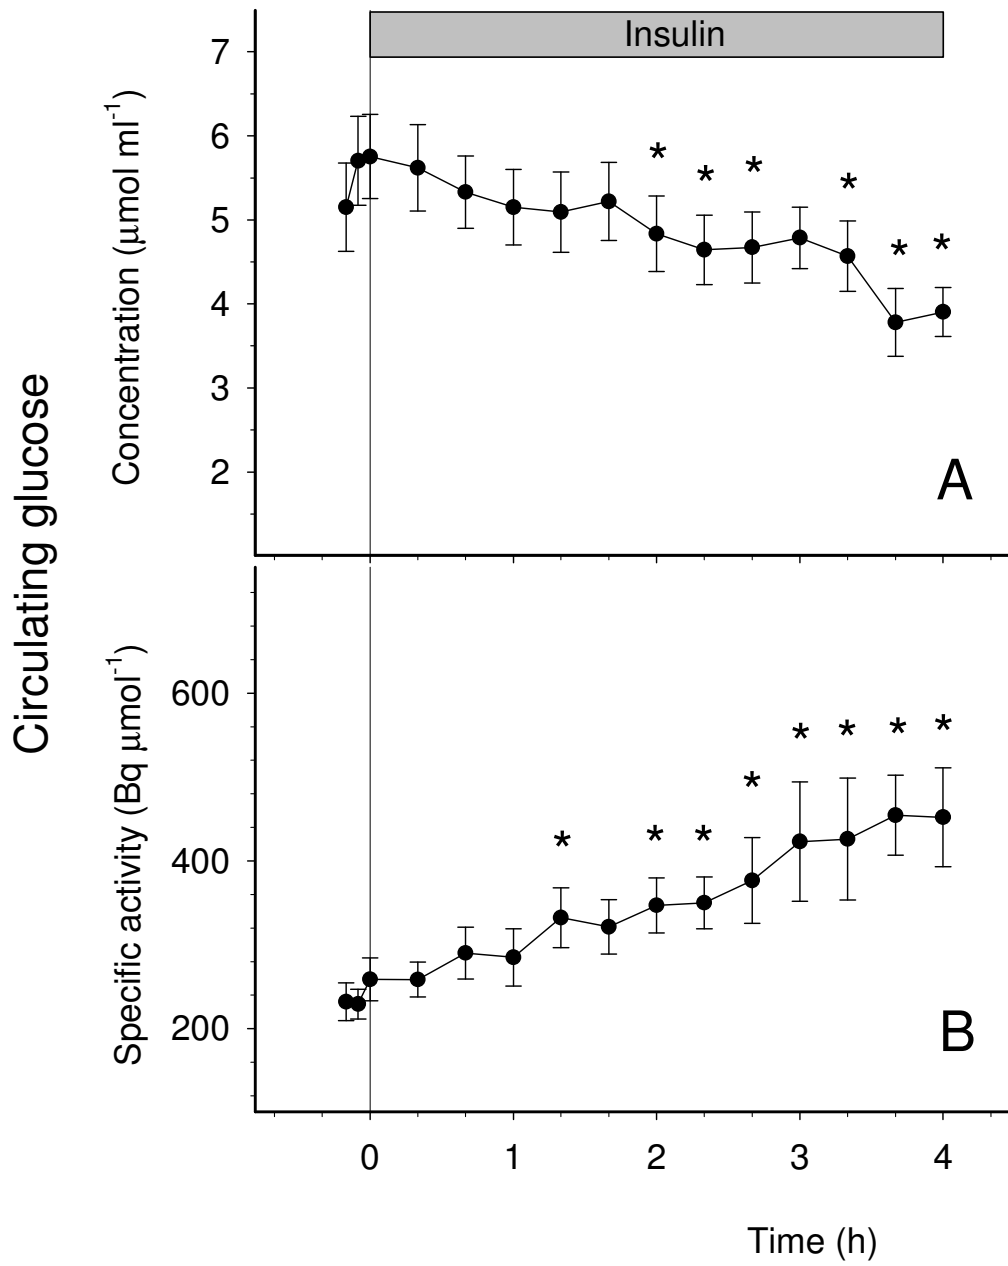 Insulin
Circulating glucose
Concentration (μmol ml⁻¹)
7
6
5
4
3
2
* * * * * *
A
Specific activity (Bq μmol⁻¹)
600
400
200
* * * * * * * *
B
0 1 2 3 4
Time (h)